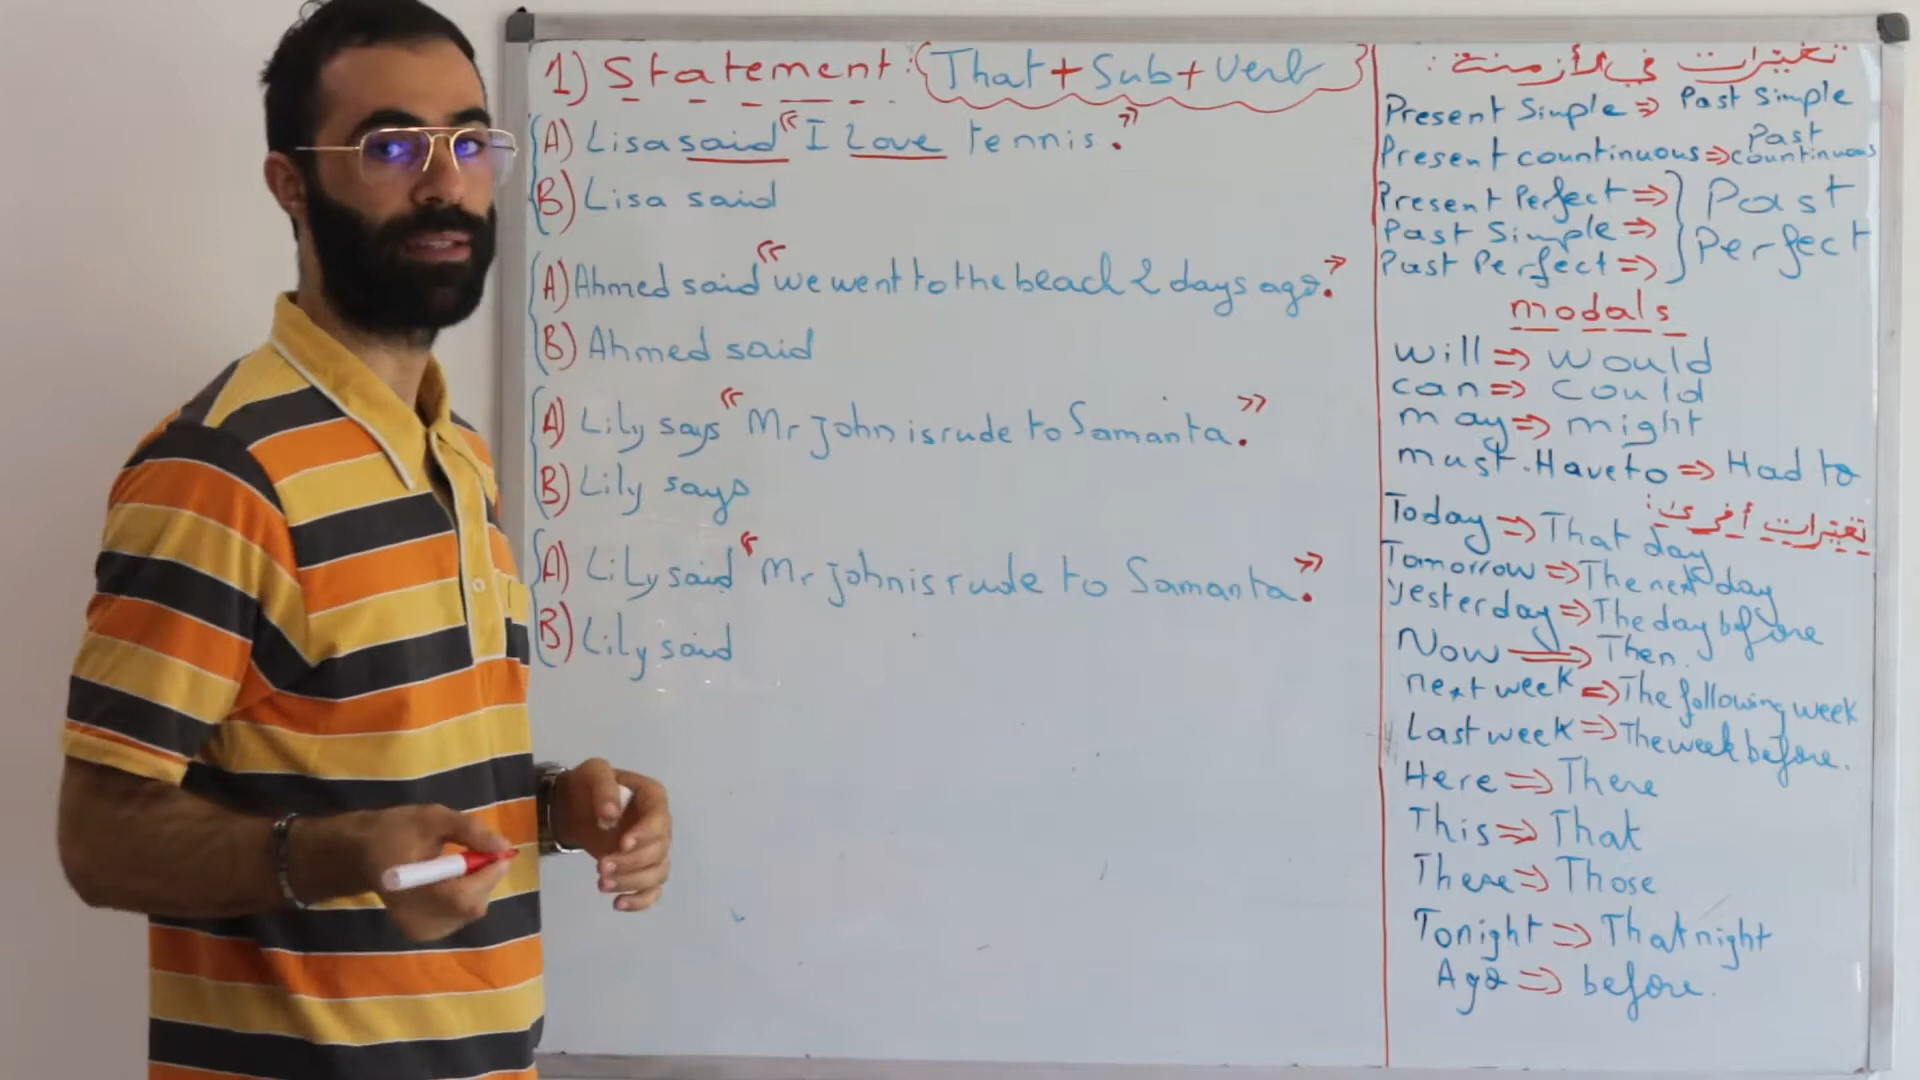 1) Statement: {That + Sub + Verb}
A) Lisa said "I Love tennis."
B) Lisa said
A) Ahmed said "we went to the beach 2 days ago."
B) Ahmed said
A) Lily says "Mr John is rude to Samanta."
B) Lily says
A) Lily said "Mr John is rude to Samanta."
B) Lily said
تغيرات في الأزمنة :
Present Simple => Past Simple
Present countinuous => Past countinuous
Present Perfect =>
Past Simple =>
Past Perfect =>
} Past Perfect
modals
will => would
can => could
may => might
must. Have to => Had to
تغيرات أخرى :
Today => That day
Tomorrow => The next day
yesterday => The day before
Now => Then.
next week => The following week
Last week => The week before.
Here => There
This => That
These => Those
Tonight => That night
Ago => before.